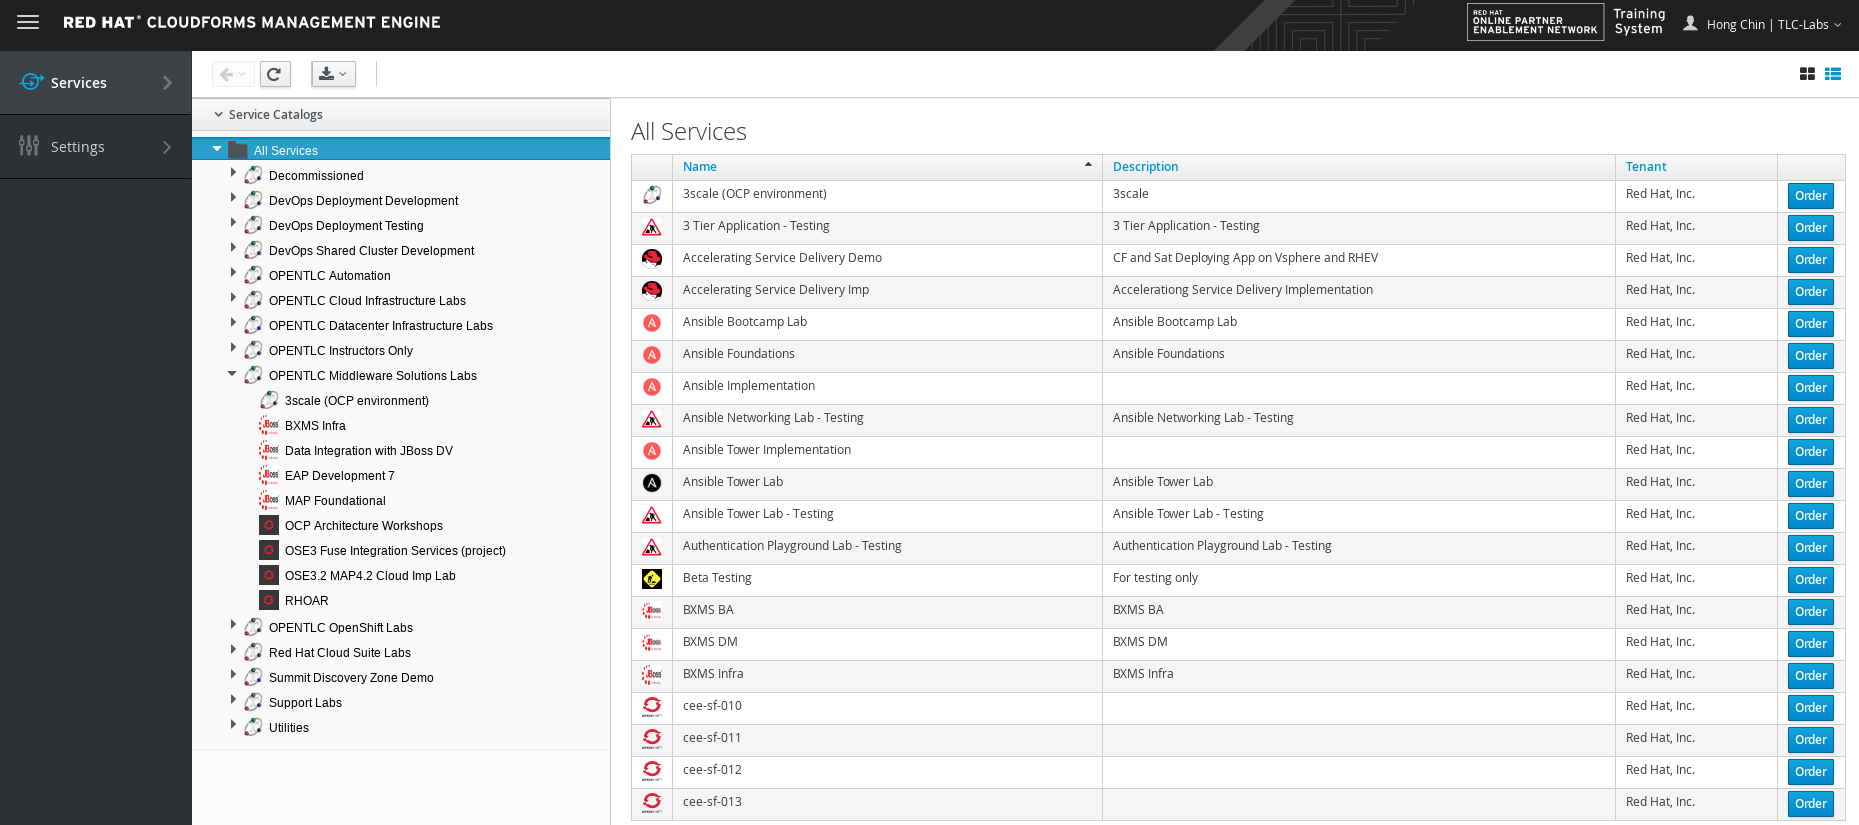 RED HAT® CLOUDFORMS MANAGEMENT ENGINE
RED HAT
ONLINE PARTNER
ENABLEMENT NETWORK
Training
System
Hong Chin | TLC-Labs
Services
Settings
Service Catalogs
All Services
Decommissioned
DevOps Deployment Development
DevOps Deployment Testing
DevOps Shared Cluster Development
OPENTLC Automation
OPENTLC Cloud Infrastructure Labs
OPENTLC Datacenter Infrastructure Labs
OPENTLC Instructors Only
OPENTLC Middleware Solutions Labs
3scale (OCP environment)
BXMS Infra
Data Integration with JBoss DV
EAP Development 7
MAP Foundational
OCP Architecture Workshops
OSE3 Fuse Integration Services (project)
OSE3.2 MAP4.2 Cloud Imp Lab
RHOAR
OPENTLC OpenShift Labs
Red Hat Cloud Suite Labs
Summit Discovery Zone Demo
Support Labs
Utilities
All Services
Name Description Tenant
3scale (OCP environment) 3scale Red Hat, Inc. Order
3 Tier Application - Testing 3 Tier Application - Testing Red Hat, Inc. Order
Accelerating Service Delivery Demo CF and Sat Deploying App on Vsphere and RHEV Red Hat, Inc. Order
Accelerating Service Delivery Imp Accelerationg Service Delivery Implementation Red Hat, Inc. Order
Ansible Bootcamp Lab Ansible Bootcamp Lab Red Hat, Inc. Order
Ansible Foundations Ansible Foundations Red Hat, Inc. Order
Ansible Implementation Red Hat, Inc. Order
Ansible Networking Lab - Testing Ansible Networking Lab - Testing Red Hat, Inc. Order
Ansible Tower Implementation Red Hat, Inc. Order
Ansible Tower Lab Ansible Tower Lab Red Hat, Inc. Order
Ansible Tower Lab - Testing Ansible Tower Lab - Testing Red Hat, Inc. Order
Authentication Playground Lab - Testing Authentication Playground Lab - Testing Red Hat, Inc. Order
Beta Testing For testing only Red Hat, Inc. Order
BXMS BA BXMS BA Red Hat, Inc. Order
BXMS DM BXMS DM Red Hat, Inc. Order
BXMS Infra BXMS Infra Red Hat, Inc. Order
cee-sf-010 Red Hat, Inc. Order
cee-sf-011 Red Hat, Inc. Order
cee-sf-012 Red Hat, Inc. Order
cee-sf-013 Red Hat, Inc. Order